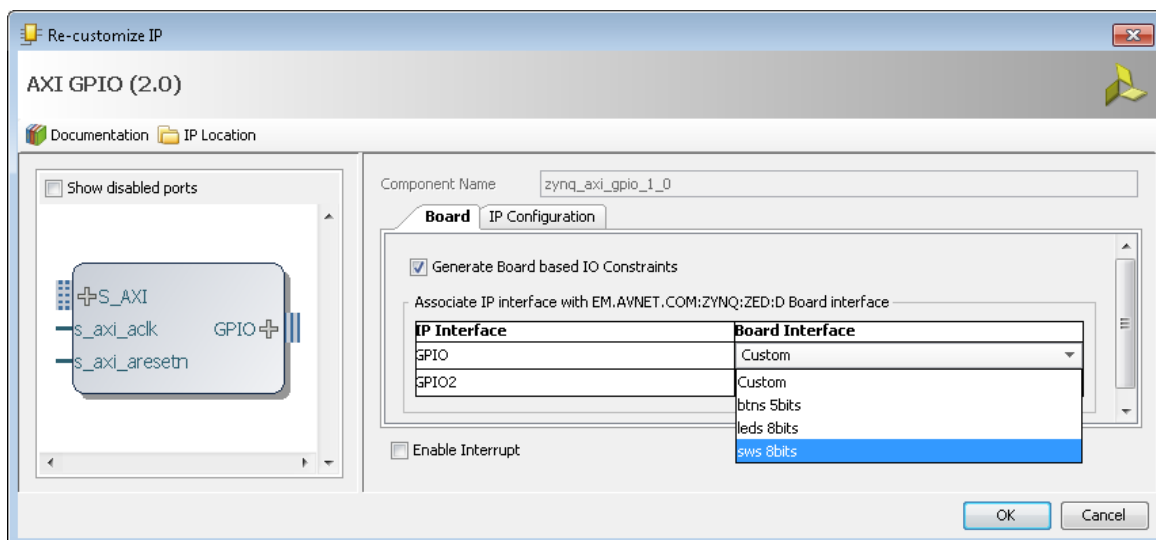 Re-customize IP
AXI GPIO (2.0)
Documentation IP Location
Show disabled ports
S_AXI
s_axi_aclk GPIO
s_axi_aresetn
Component Name zynq_axi_gpio_1_0
Board IP Configuration
Generate Board based IO Constraints
Associate IP interface with EM.AVNET.COM:ZYNQ:ZED:D Board interface
IP Interface Board Interface
GPIO Custom
GPIO2
Custom
btns 5bits
leds 8bits
sws 8bits
Enable Interrupt
OK Cancel